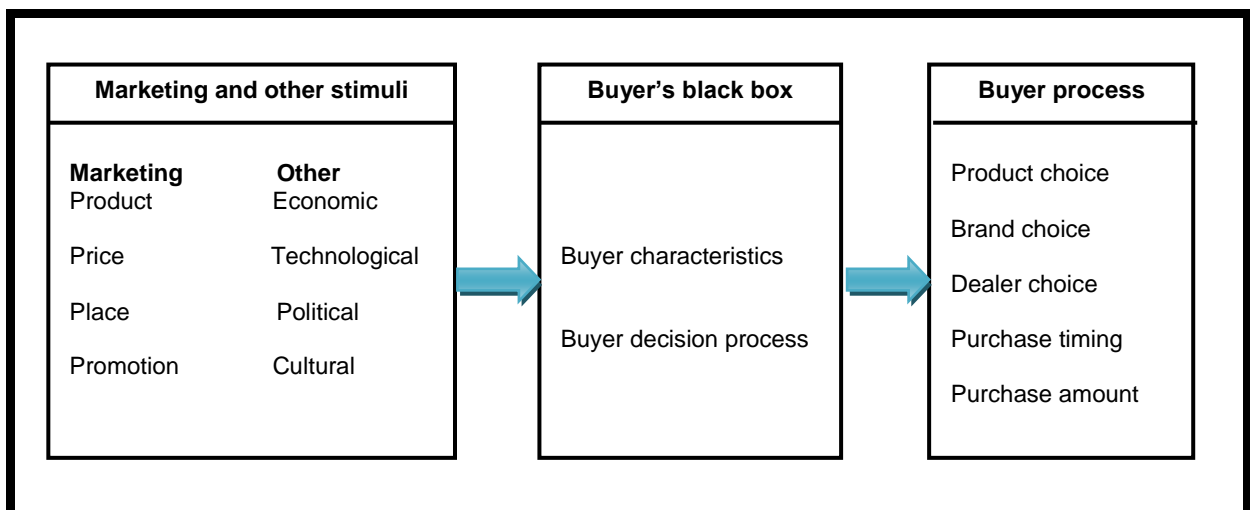 Marketing and other stimuli
Marketing Other
Product Economic
Price Technological
Place Political
Promotion Cultural
Buyer’s black box
Buyer characteristics
Buyer decision process
Buyer process
Product choice
Brand choice
Dealer choice
Purchase timing
Purchase amount